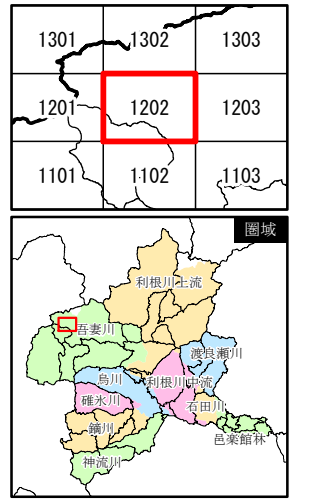 1301 1302 1303
1201 1202 1203
1101 1102 1103
圏域
利根川上流
吾妻川
渡良瀬川
烏川
利根川中流
碓氷川
石田川
鏑川
邑楽館林
神流川